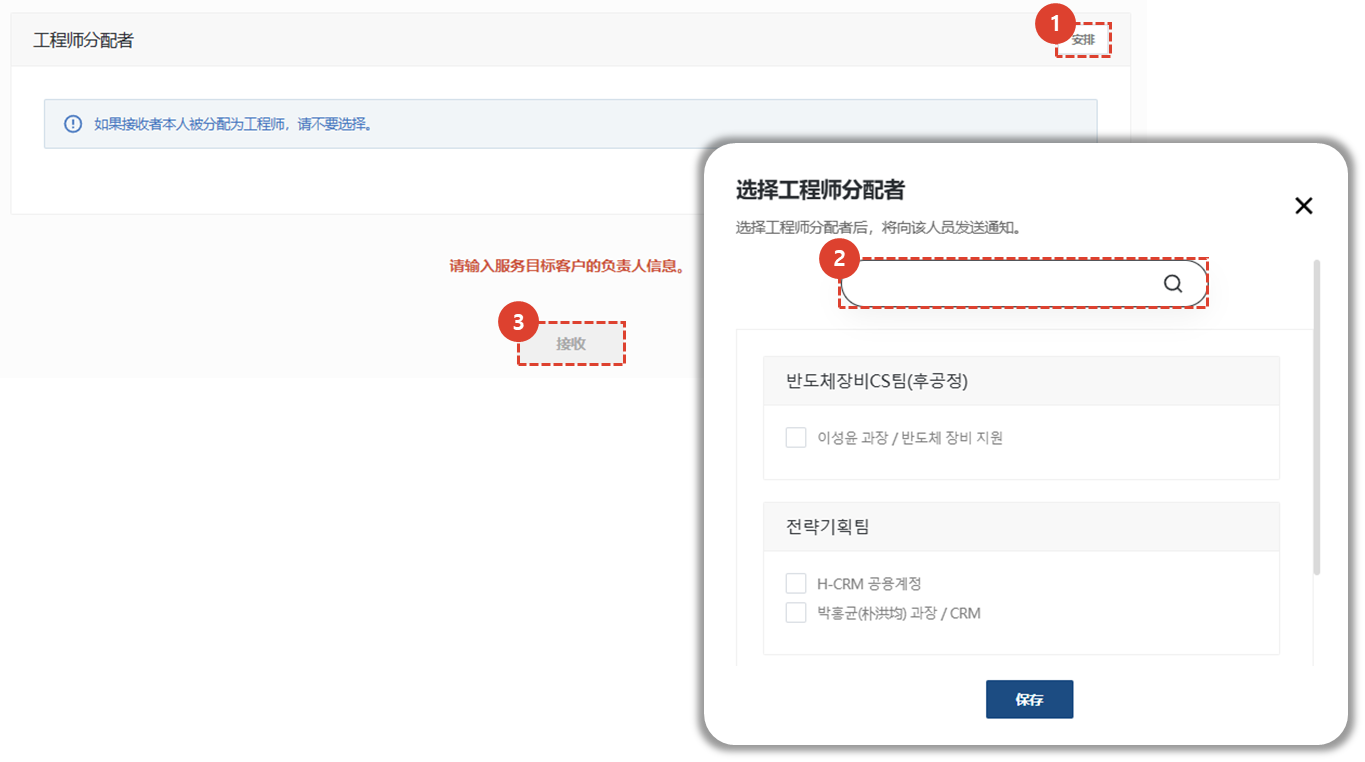 工程师分配者
1
安排
如果接收者本人被分配为工程师，请不要选择。
请输入服务目标客户的负责人信息。
3
接收
选择工程师分配者
选择工程师分配者后，将向该人员发送通知。
2
반도체장비CS팀(후공정)
이성윤 과장 / 반도체 장비 지원
전략기획팀
H-CRM 공용계정
박홍균(朴洪均) 과장 / CRM
保存